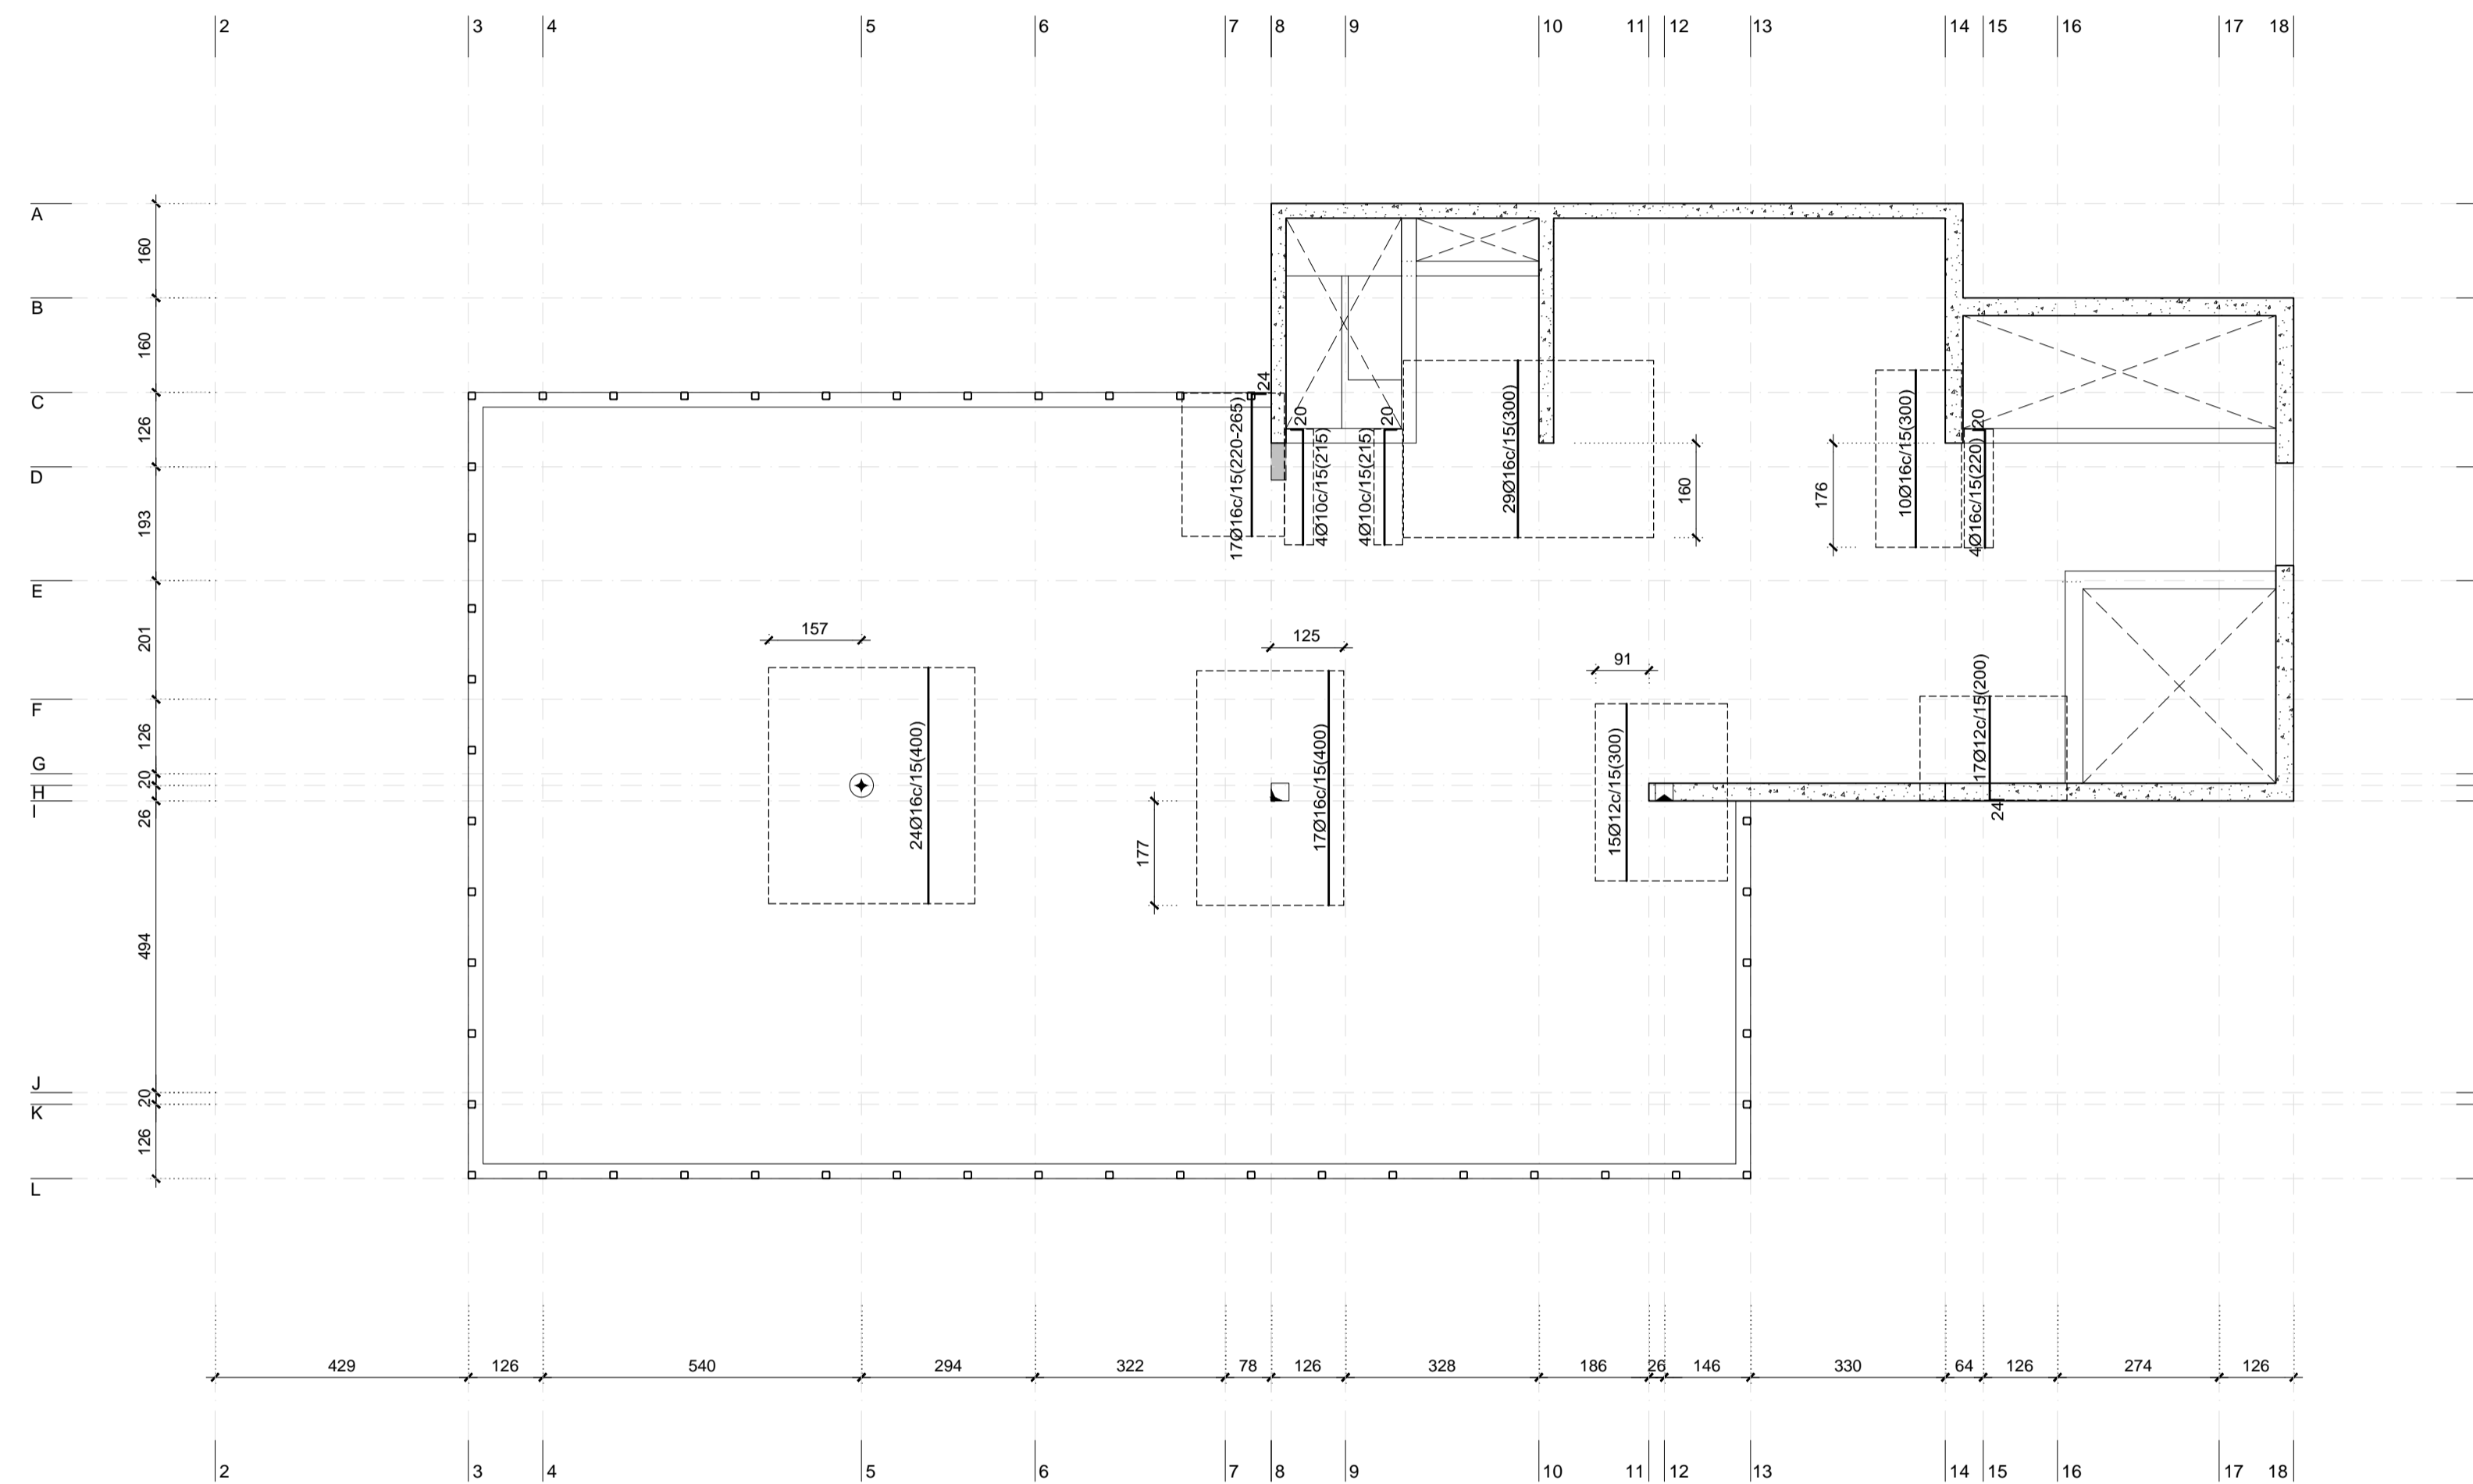 2 3 4 5 6 7 8 9 10 11 12 13 14 15 16 17 18
A
160
B
160
C
126
D
193
E
201
F
126
G
20
H
26
I
494
J
20
K
126
L
24
17Ø16c/15(220-265)
20
4Ø10c/15(215)
20
4Ø10c/15(215)
29Ø16c/15(300)
160
176
10Ø16c/15(300)
20
4Ø16c/15(220)
157
24Ø16c/15(400)
125
17Ø16c/15(400)
177
91
15Ø12c/15(300)
17Ø12c/15(200)
24
429 126 540 294 322 78 126 328 186 26 146 330 64 126 274 126
2 3 4 5 6 7 8 9 10 11 12 13 14 15 16 17 18